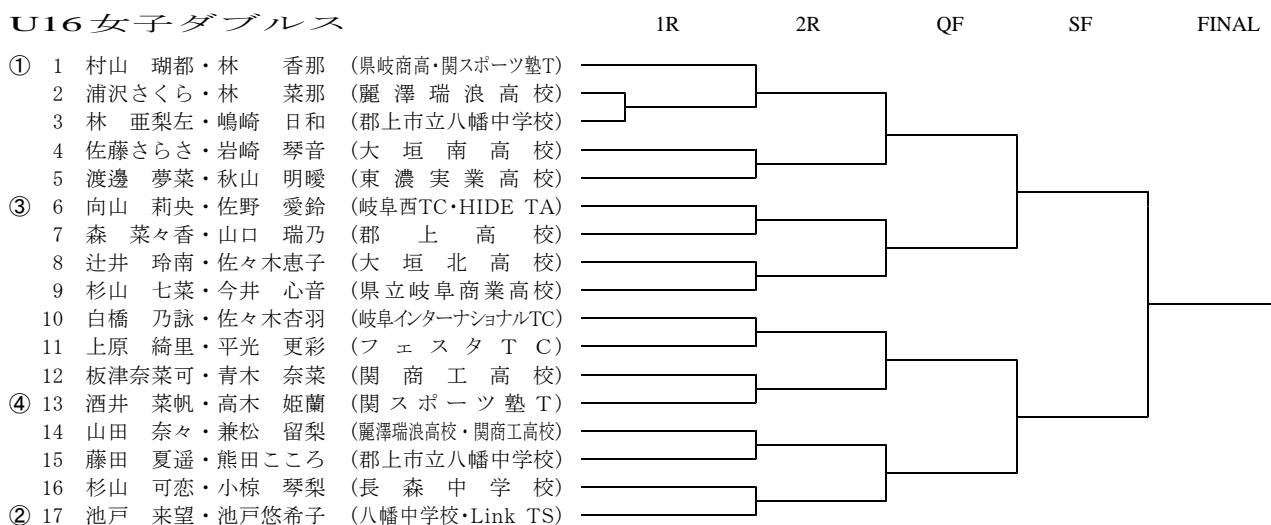 U16女子ダブルス 1R 2R QF SF FINAL
① 1 村山 瑚都・林 香那 (県岐商高・関スポーツ塾T)
2 浦沢さくら・林 菜那 (麗澤瑞浪高校)
3 林 亜梨左・嶋崎 日和 (郡上市立八幡中学校)
4 佐藤さらさ・岩崎 琴音 (大垣南高校)
5 渡邊 夢菜・秋山 明曖 (東濃実業高校)
③ 6 向山 莉央・佐野 愛鈴 (岐阜西TC・HIDE TA)
7 森 菜々香・山口 瑞乃 (郡上高校)
8 辻井 玲南・佐々木恵子 (大垣北高校)
9 杉山 七菜・今井 心音 (県立岐阜商業高校)
10 白橋 乃詠・佐々木杏羽 (岐阜インターナショナルTC)
11 上原 綺里・平光 更彩 (フェスタTC)
12 板津奈菜可・青木 奈菜 (関商工高校)
④ 13 酒井 菜帆・高木 姫蘭 (関スポーツ塾T)
14 山田 奈々・兼松 留梨 (麗澤瑞浪高校・関商工高校)
15 藤田 夏遥・熊田こころ (郡上市立八幡中学校)
16 杉山 可恋・小椋 琴梨 (長森中学校)
② 17 池戸 来望・池戸悠希子 (八幡中学校・Link TS)